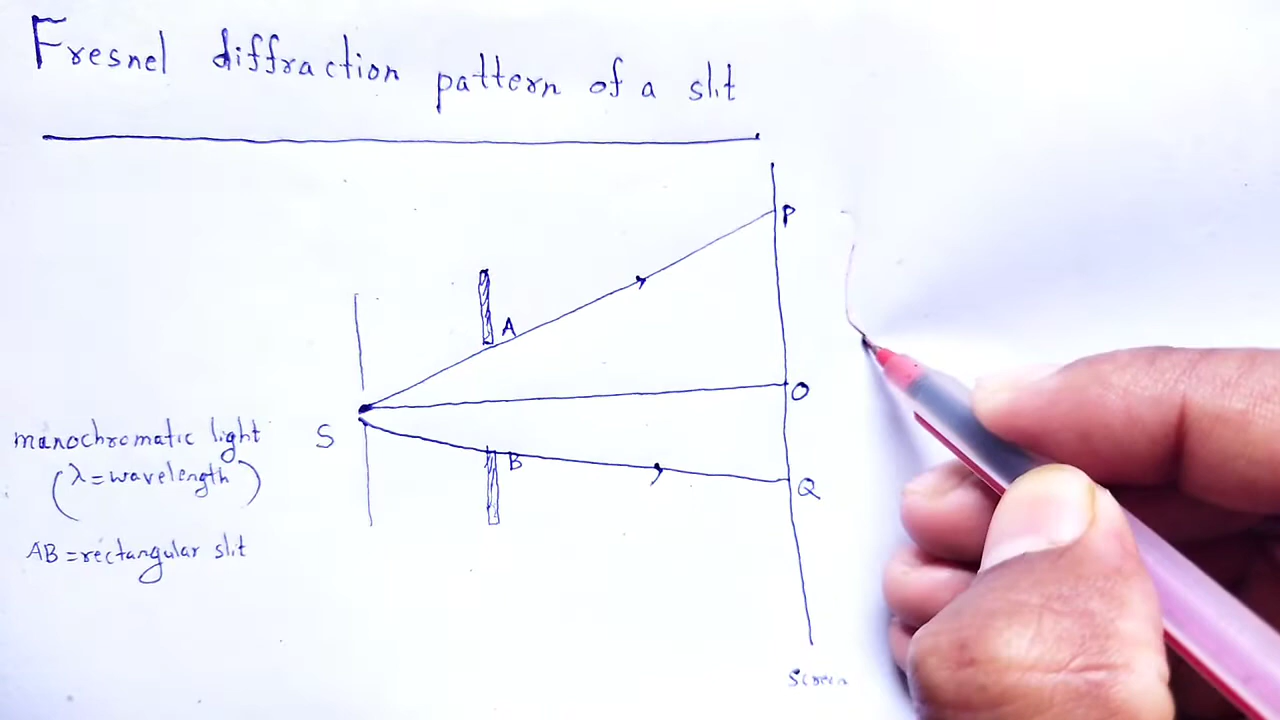 Fresnel diffraction pattern of a slit
P
A
O
S
B
Q
manochromatic light
(λ=wavelength)
AB=rectangular slit
Screen